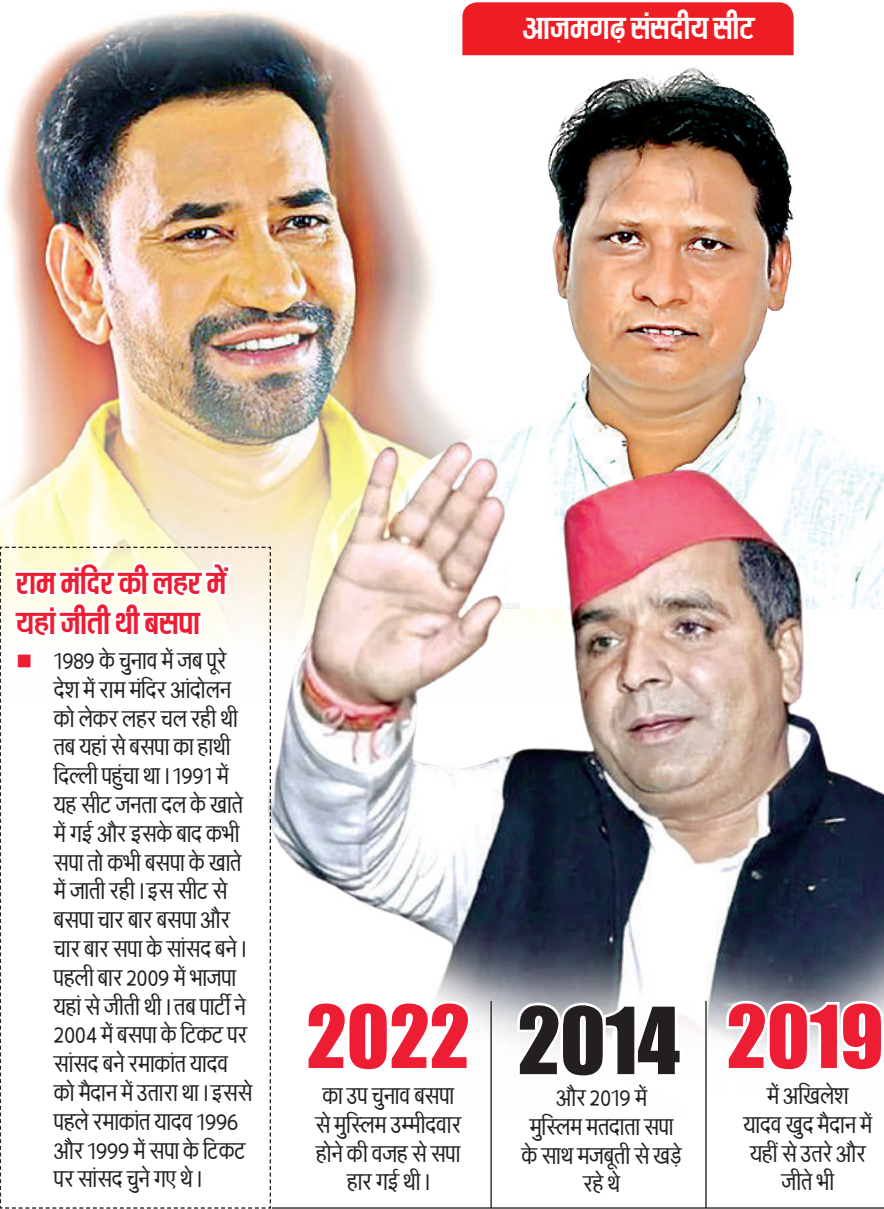 आजमगढ़ संसदीय सीट
राम मंदिर की लहर में
यहां जीती थी बसपा
1989 के चुनाव में जब पूरे
देश में राम मंदिर आंदोलन
को लेकर लहर चल रही थी
तब यहां से बसपा का हाथी
दिल्ली पहुंचा था। 1991 में
यह सीट जनता दल के खाते
में गई और इसके बाद कभी
सपा तो कभी बसपा के खाते
में जाती रही। इस सीट से
बसपा चार बार बसपा और
चार बार सपा के सांसद बने।
पहली बार 2009 में भाजपा
यहां से जीती थी। तब पार्टी ने
2004 में बसपा के टिकट पर
सांसद बने रमाकांत यादव
को मैदान में उतारा था। इससे
पहले रमाकांत यादव 1996
और 1999 में सपा के टिकट
पर सांसद चुने गए थे।
2022
का उप चुनाव बसपा
से मुस्लिम उम्मीदवार
होने की वजह से सपा
हार गई थी।
2014
और 2019 में
मुस्लिम मतदाता सपा
के साथ मजबूती से खड़े
रहे थे
2019
में अखिलेश
यादव खुद मैदान में
यहीं से उतरे और
जीते भी